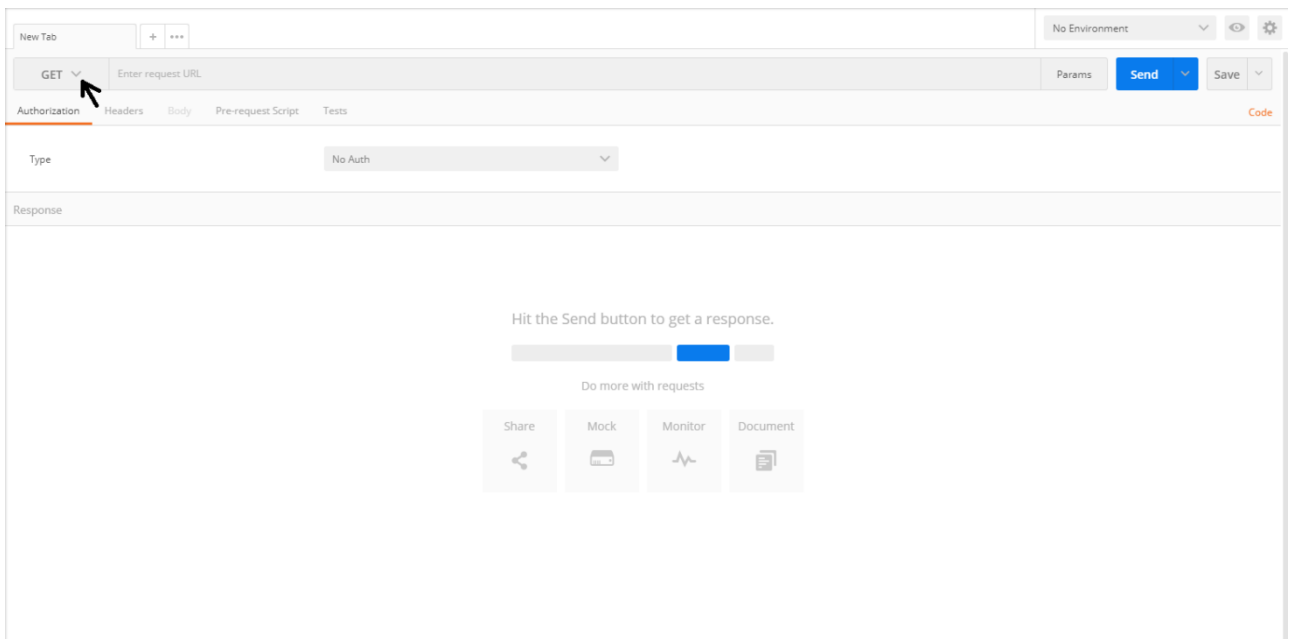 New Tab + ••• No Environment
GET Enter request URL Params Send Save
Authorization Headers Body Pre-request Script Tests Code
Type No Auth
Response
Hit the Send button to get a response.
Do more with requests
Share Mock Monitor Document